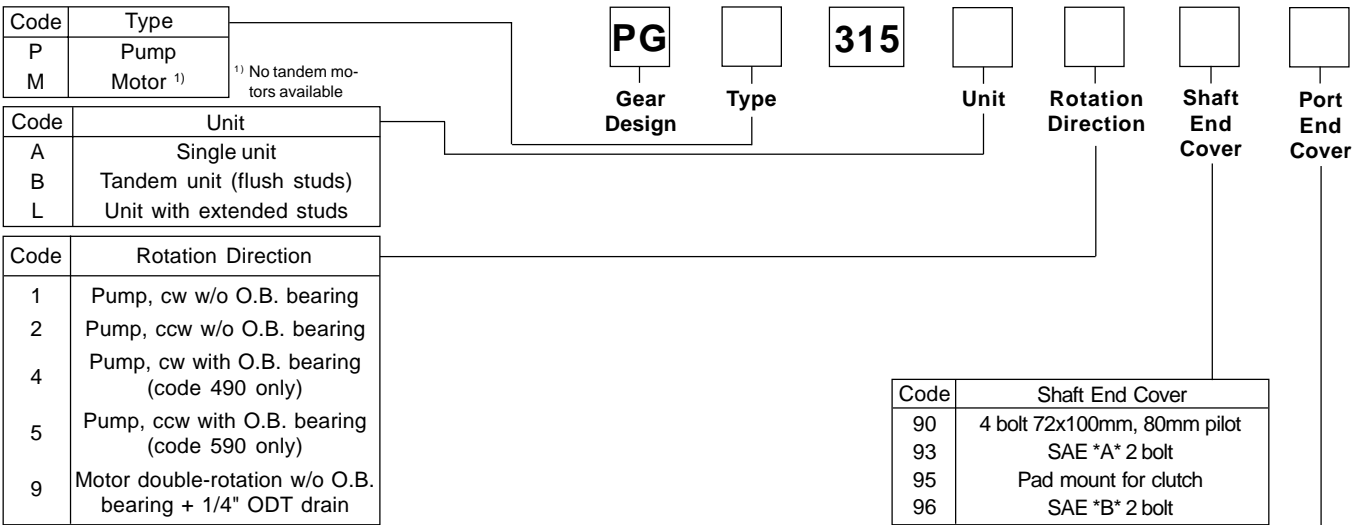 Code Type
P Pump
M Motor 1)
1) No tandem mo-
tors available
PG 315
Gear
Design
Type
Unit
Rotation
Direction
Shaft
End
Cover
Port
End
Cover
Code Unit
A Single unit
B Tandem unit (flush studs)
L Unit with extended studs
Code Rotation Direction
1 Pump, cw w/o O.B. bearing
2 Pump, ccw w/o O.B. bearing
4 Pump, cw with O.B. bearing
(code 490 only)
5 Pump, ccw with O.B. bearing
(code 590 only)
9 Motor double-rotation w/o O.B.
bearing + 1/4" ODT drain
Code Shaft End Cover
90 4 bolt 72x100mm, 80mm pilot
93 SAE *A* 2 bolt
95 Pad mount for clutch
96 SAE *B* 2 bolt